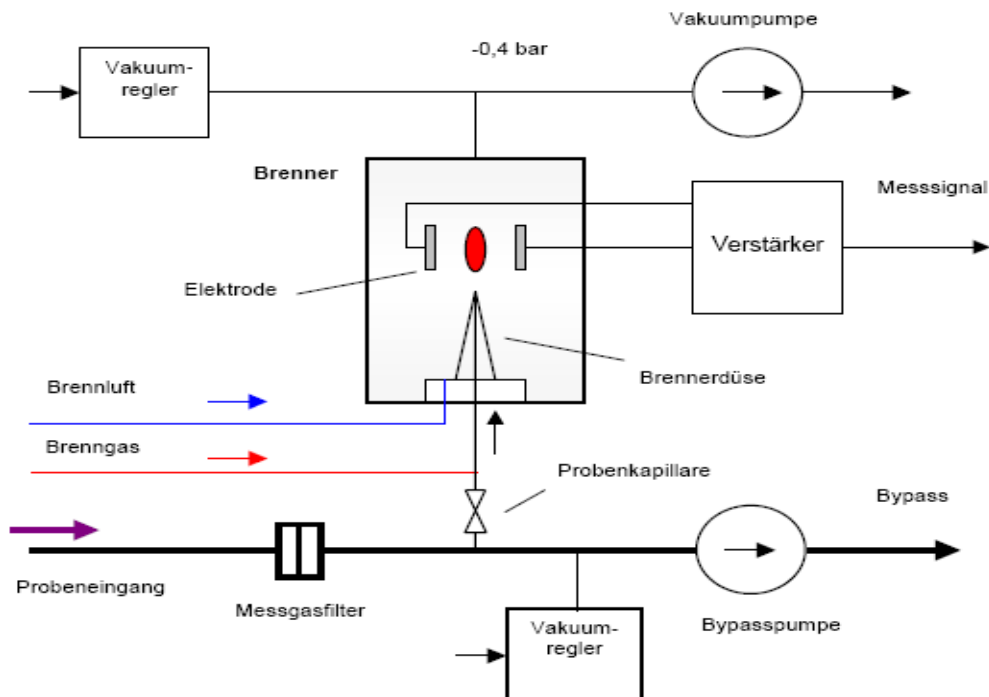 Vakuumpumpe
-0,4 bar
Vakuum-
regler
Brenner
Messsignal
Verstärker
Elektrode
Brennerdüse
Brennluft
Brenngas
Probenkapillare
Bypass
Probeneingang
Messgasfilter
Vakuum-
regler
Bypasspumpe